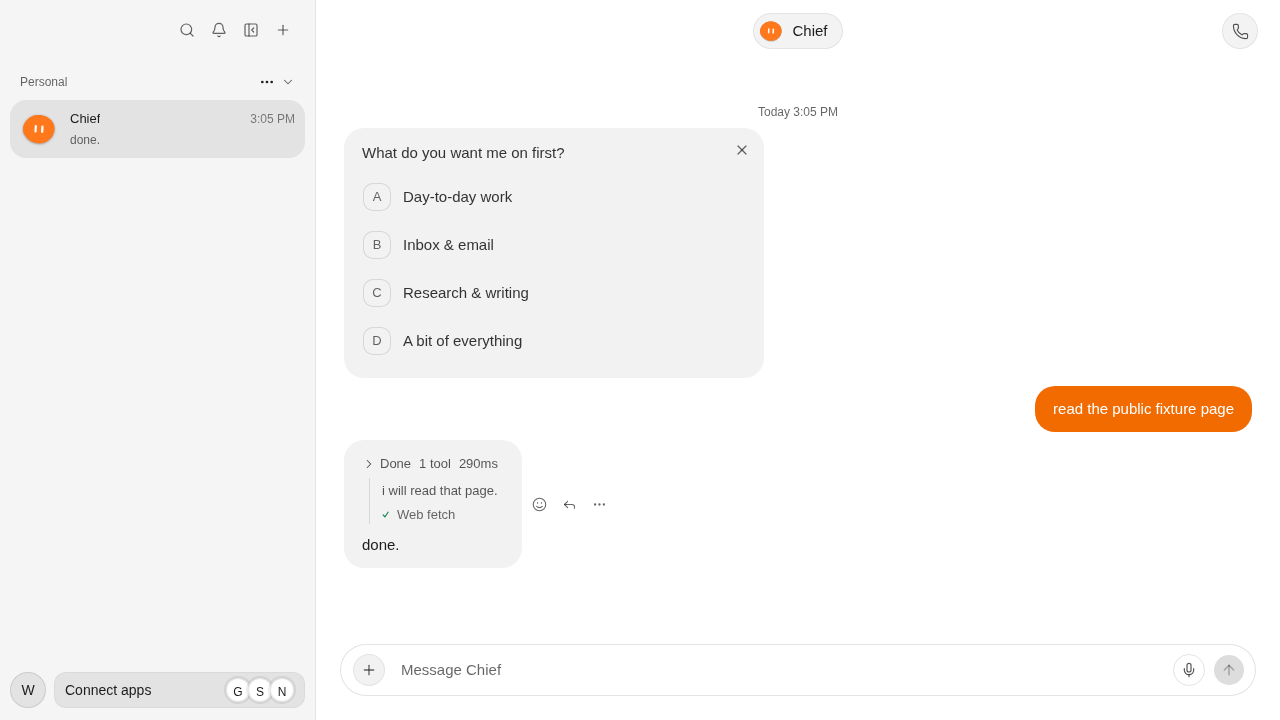 Personal
Chief
3:05 PM
done.
W
Connect apps
G
S
N
Chief
Today 3:05 PM
What do you want me on first?
A
Day-to-day work
B
Inbox & email
C
Research & writing
D
A bit of everything
read the public fixture page
Done 1 tool 290ms
i will read that page.
Web fetch
done.
Message Chief